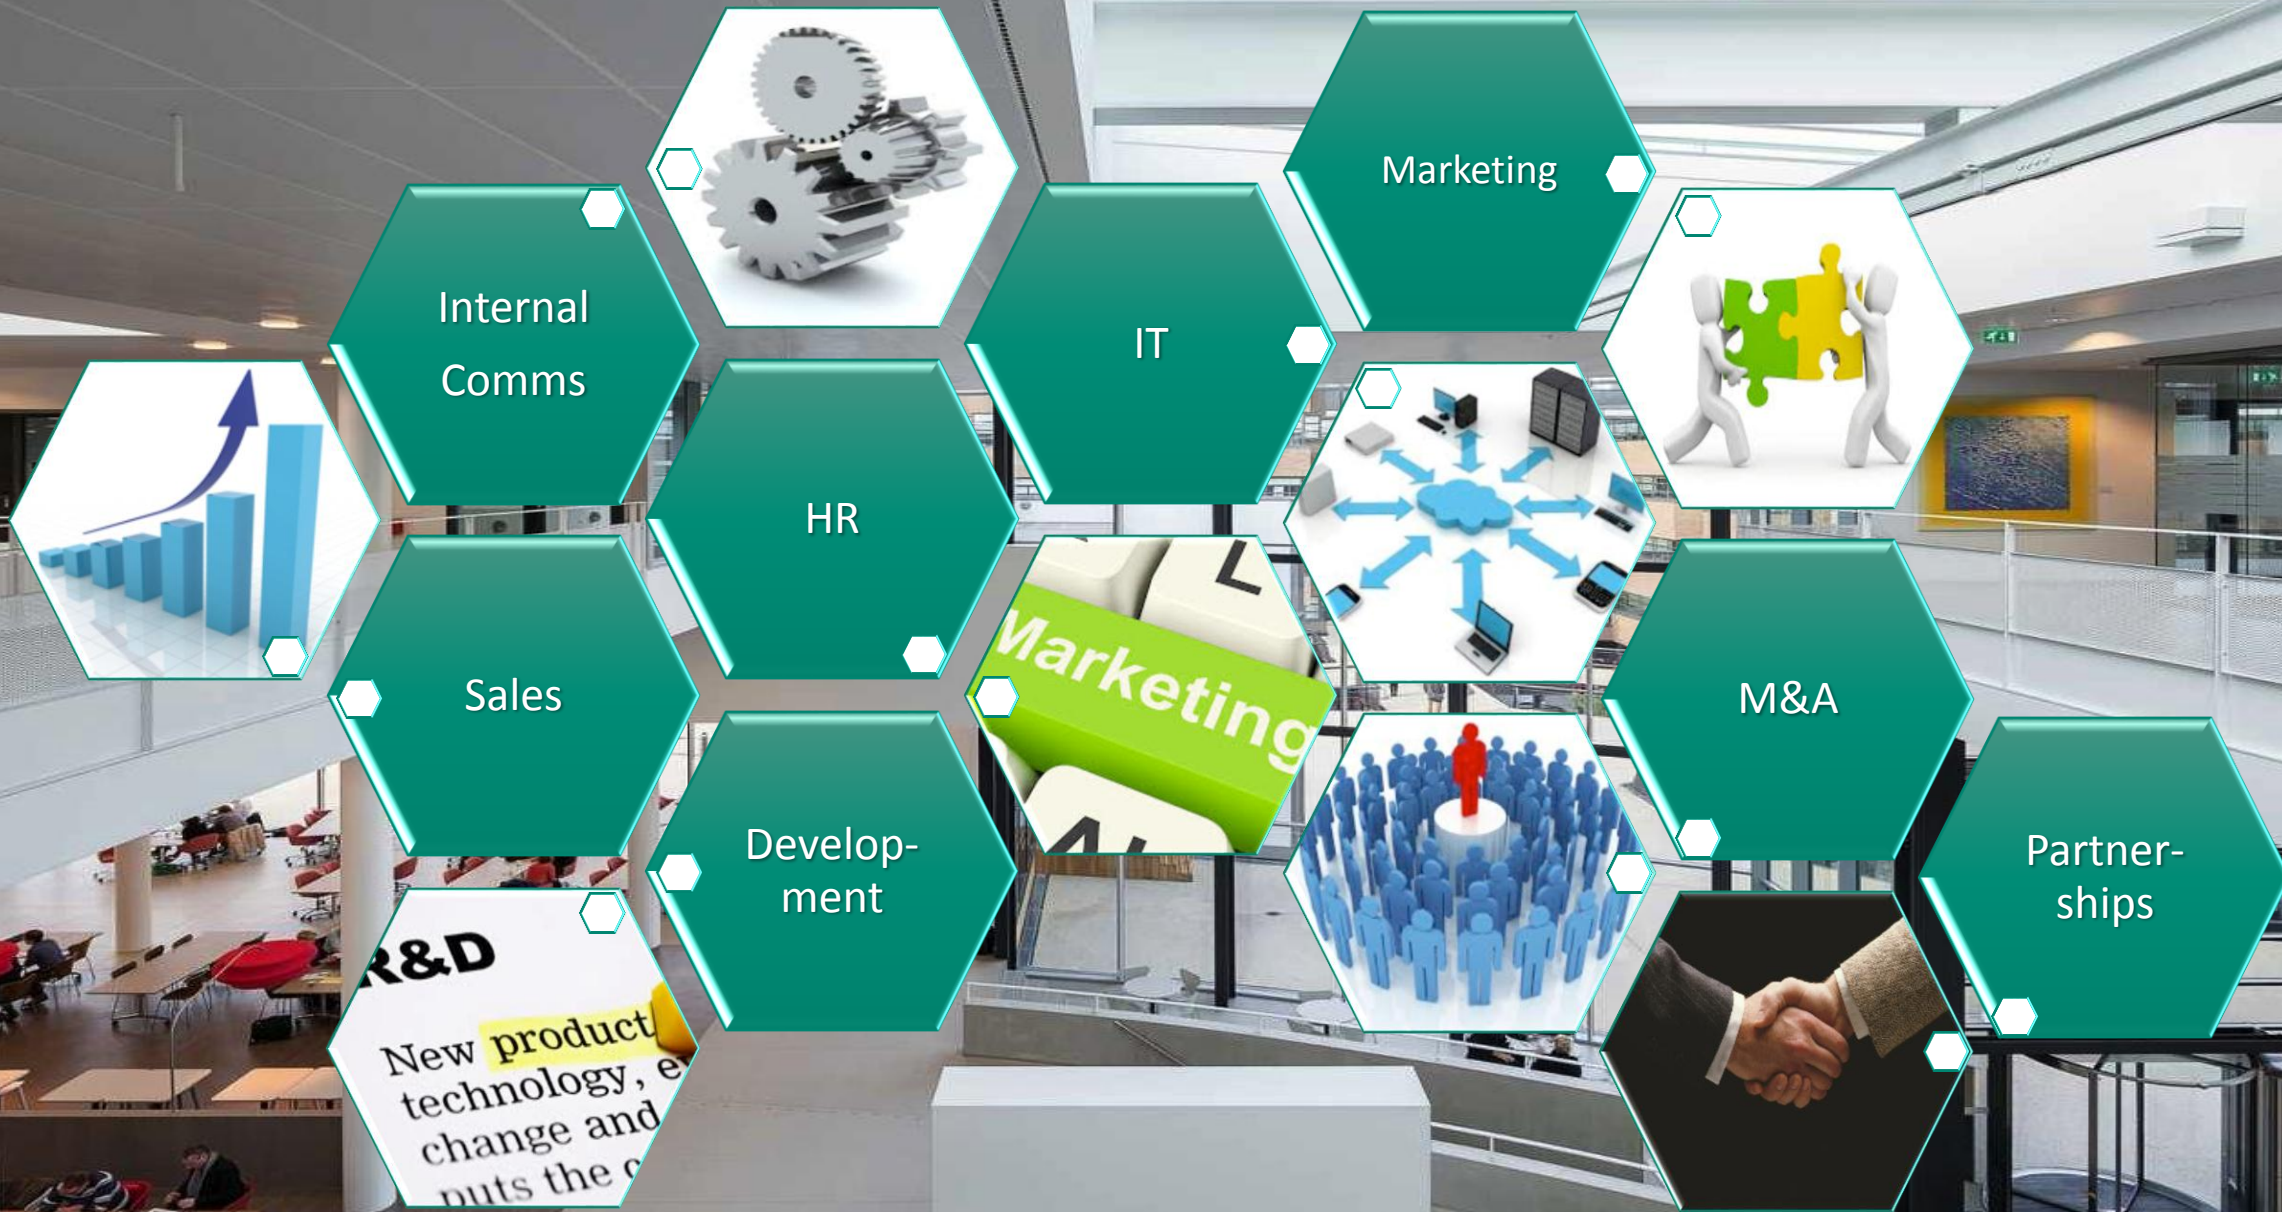 Marketing
Internal
Comms
IT
HR
L
Marketing
Sales
M&A
Develop-
ment
Partner-
ships
R&D
New product
technology,
change and
puts the